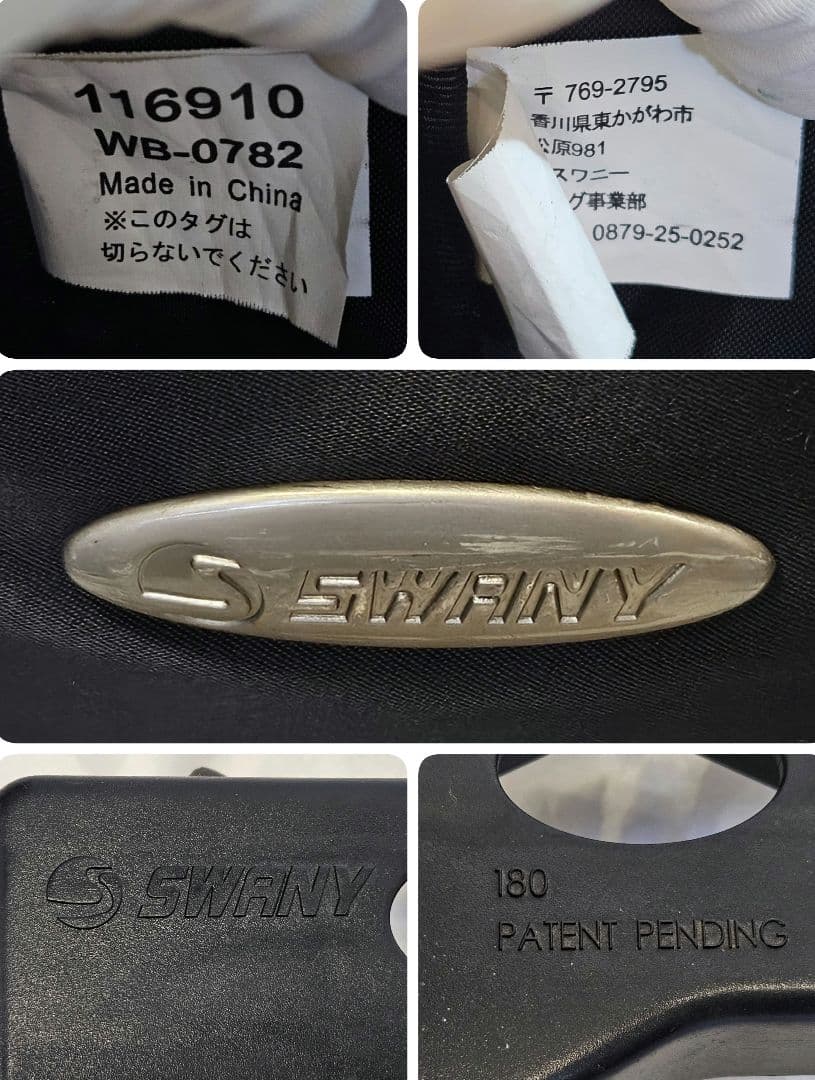 116910
WB-0782
Made in China
※このタグは
切らないでください
〒 769-2795
香川県東かがわ市
松原981
スワニー
グ事業部
0879-25-0252
SWANY
SWANY
180
PATENT PENDING